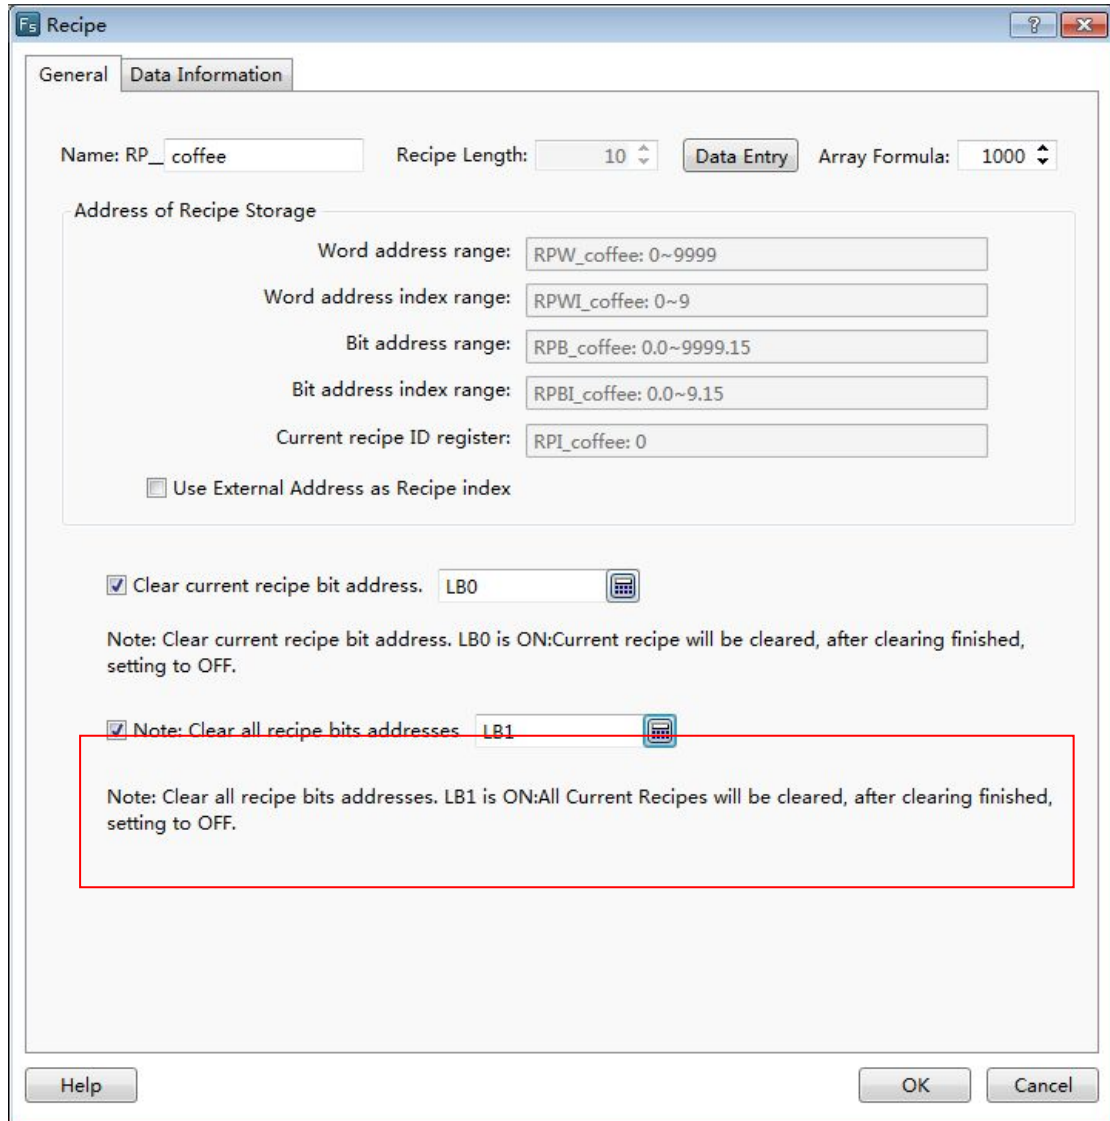 Fs Recipe
General Data Information
Name: RP_ coffee Recipe Length: 10 Data Entry Array Formula: 1000
Address of Recipe Storage
Word address range: RPW_coffee: 0~9999
Word address index range: RPWI_coffee: 0~9
Bit address range: RPB_coffee: 0.0~9999.15
Bit address index range: RPBI_coffee: 0.0~9.15
Current recipe ID register: RPI_coffee: 0
Use External Address as Recipe index
Clear current recipe bit address. LB0
Note: Clear current recipe bit address. LB0 is ON:Current recipe will be cleared, after clearing finished,
setting to OFF.
Note: Clear all recipe bits addresses LB1
Note: Clear all recipe bits addresses. LB1 is ON:All Current Recipes will be cleared, after clearing finished,
setting to OFF.
Help OK Cancel